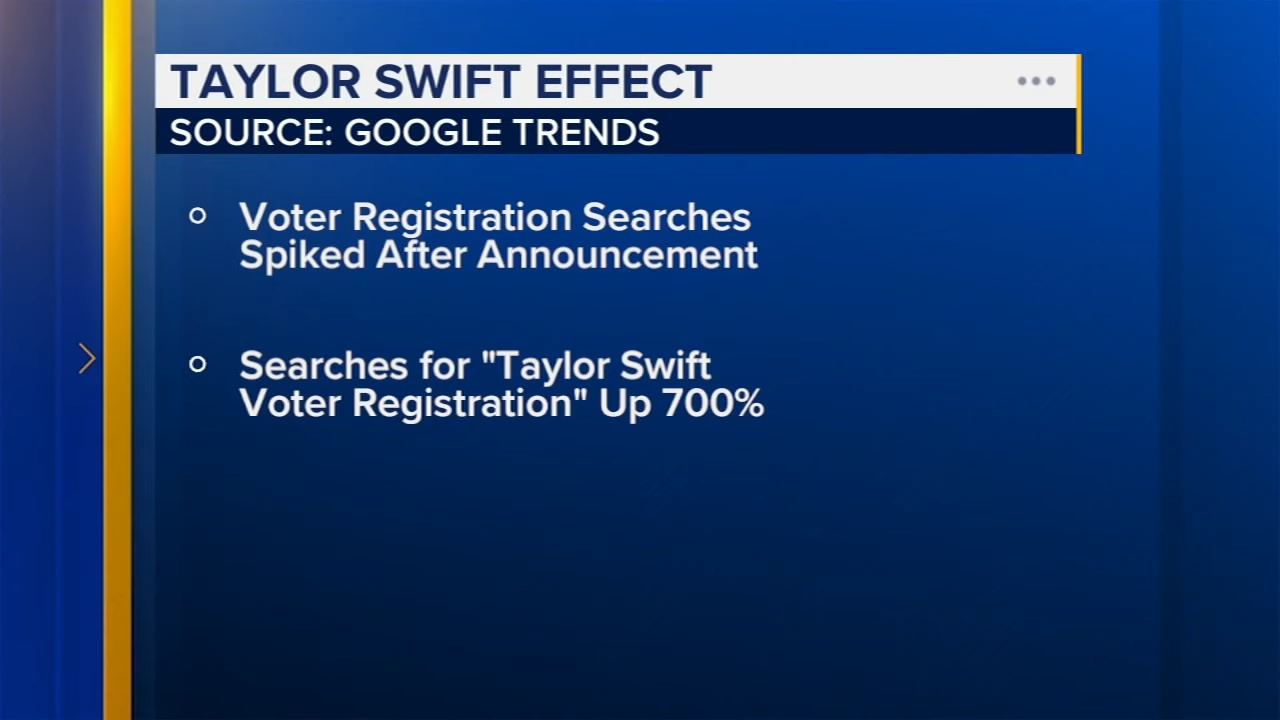 TAYLOR SWIFT EFFECT
SOURCE: GOOGLE TRENDS
Voter Registration Searches
Spiked After Announcement
Searches for "Taylor Swift
Voter Registration" Up 700%